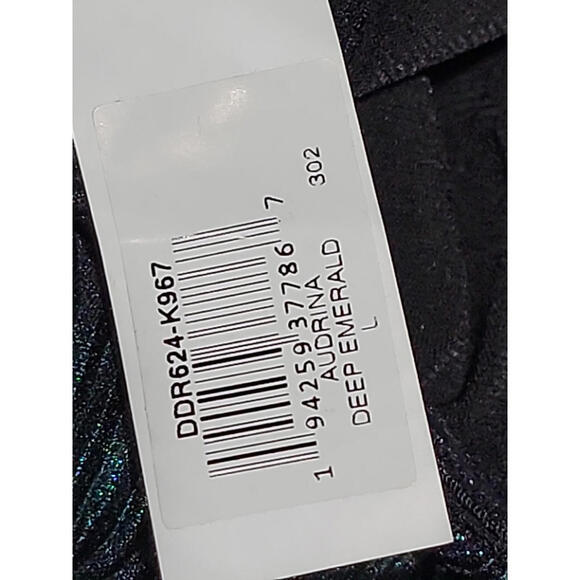 DDR624-K967
1 94259 37786 7
AUDRINA
DEEP EMERALD
L
302